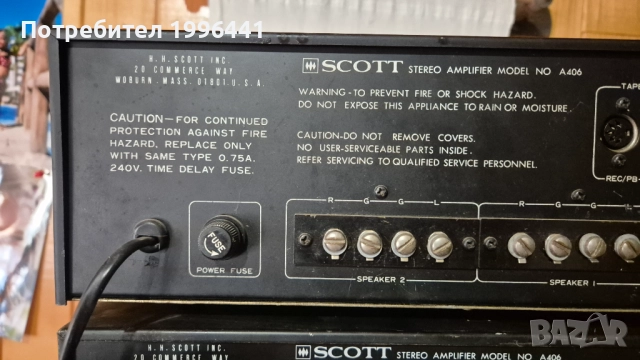 Потребител 1996441
H.H. SCOTT INC.
20 COMMERCE WAY
WOBURN, MASS. 01801 U.S.A.
SCOTT STEREO AMPLIFIER MODEL NO A406
WARNING-TO PREVENT FIRE OR SHOCK HAZARD.
DO NOT EXPOSE THIS APPLIANCE TO RAIN OR MOISTURE.
CAUTION—FOR CONTINUED
PROTECTION AGAINST FIRE
HAZARD, REPLACE ONLY
WITH SAME TYPE 0.75A.
240V. TIME DELAY FUSE.
CAUTION-DO NOT REMOVE COVERS.
NO USER-SERVICEABLE PARTS INSIDE.
REFER SERVICING TO QUALIFIED SERVICE PERSONNEL.
TAPE
REC/PB
R G G L
R G G L
FUSE
POWER FUSE
SPEAKER 2
SPEAKER 1
H.H. SCOTT INC.
20 COMMERCE WAY
SCOTT STEREO AMPLIFIER MODEL NO A406
bazar